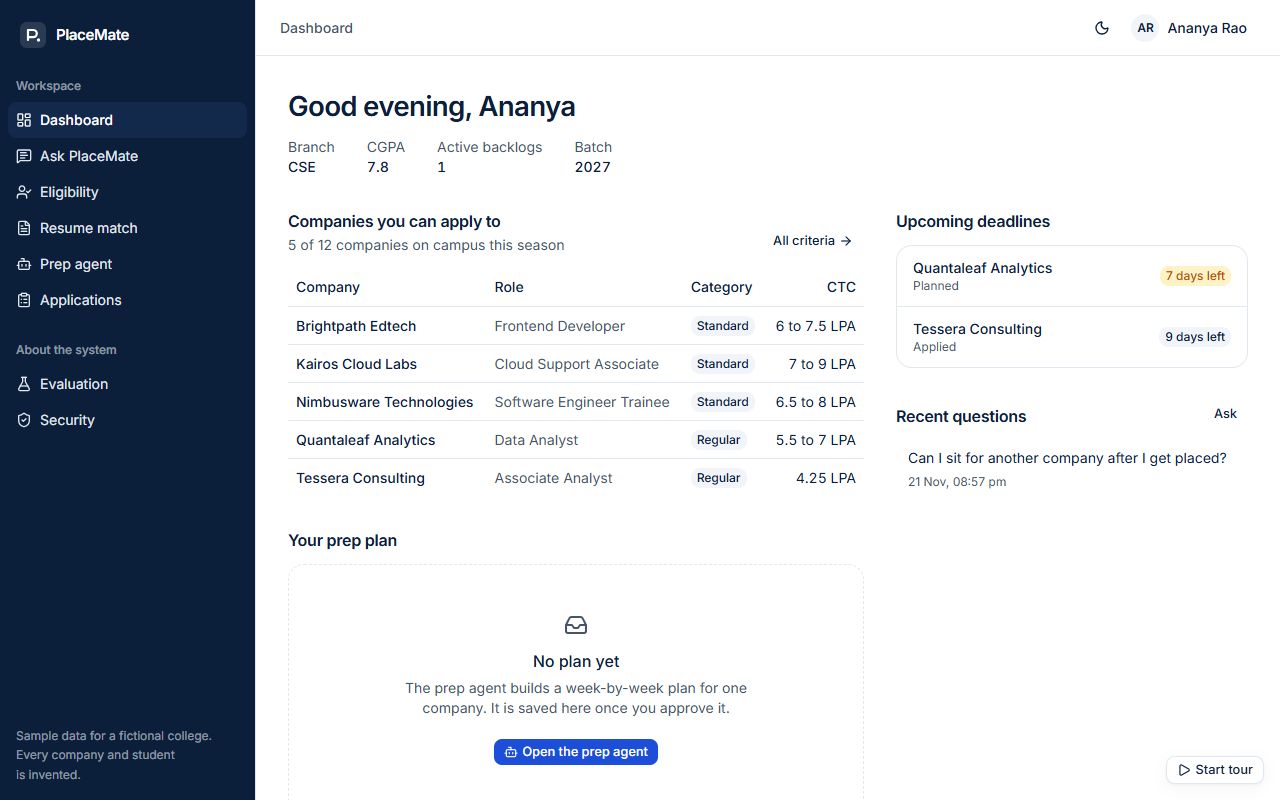 P.
PlaceMate
Workspace
Dashboard
Ask PlaceMate
Eligibility
Resume match
Prep agent
Applications
About the system
Evaluation
Security
Sample data for a fictional college.
Every company and student
is invented.
Dashboard
AR Ananya Rao
Good evening, Ananya
Branch CGPA Active backlogs Batch
CSE 7.8 1 2027
Companies you can apply to
5 of 12 companies on campus this season
All criteria →
Company Role Category CTC
Brightpath Edtech Frontend Developer Standard 6 to 7.5 LPA
Kairos Cloud Labs Cloud Support Associate Standard 7 to 9 LPA
Nimbusware Technologies Software Engineer Trainee Standard 6.5 to 8 LPA
Quantaleaf Analytics Data Analyst Regular 5.5 to 7 LPA
Tessera Consulting Associate Analyst Regular 4.25 LPA
Your prep plan
No plan yet
The prep agent builds a week-by-week plan for one
company. It is saved here once you approve it.
Open the prep agent
Upcoming deadlines
Quantaleaf Analytics
Planned
7 days left
Tessera Consulting
Applied
9 days left
Recent questions
Ask
Can I sit for another company after I get placed?
21 Nov, 08:57 pm
Start tour